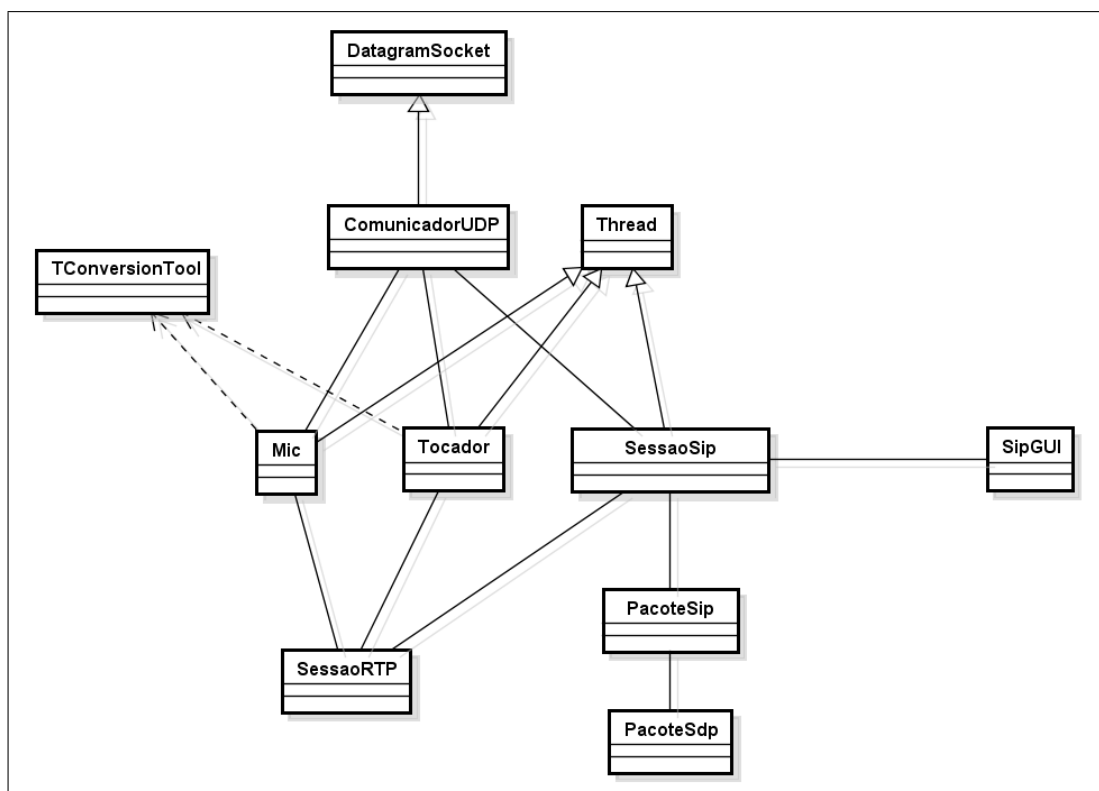 DatagramSocket
ComunicadorUDP
Thread
TConversionTool
Mic
Tocador
SessaoSip
SipGUI
PacoteSip
SessaoRTP
PacoteSdp